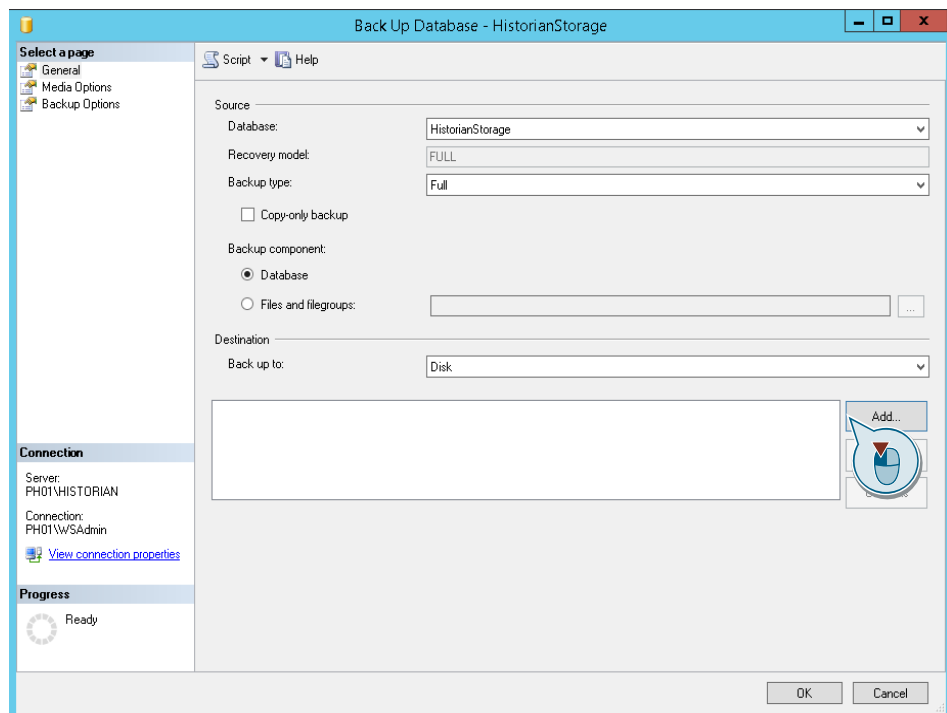 Back Up Database - HistorianStorage
Select a page
General
Media Options
Backup Options
Script
Help
Source
Database:
HistorianStorage
Recovery model:
FULL
Backup type:
Full
Copy-only backup
Backup component:
Database
Files and filegroups:
...
Destination
Back up to:
Disk
Add...
Connection
Server:
PH01\HISTORIAN
Connection:
PH01\WSAdmin
View connection properties
Progress
Ready
OK
Cancel